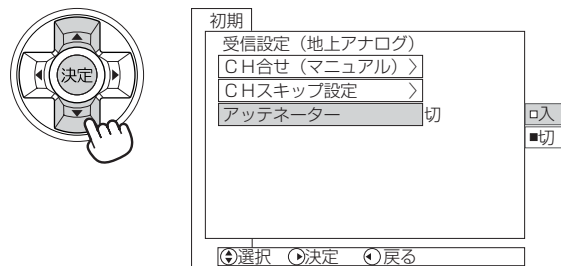 決定
初期
受信設定（地上アナログ）
ＣＨ合せ（マニュアル）〉
ＣＨスキップ設定 〉
アッテネーター 切
□入
■切
選択 決定 戻る